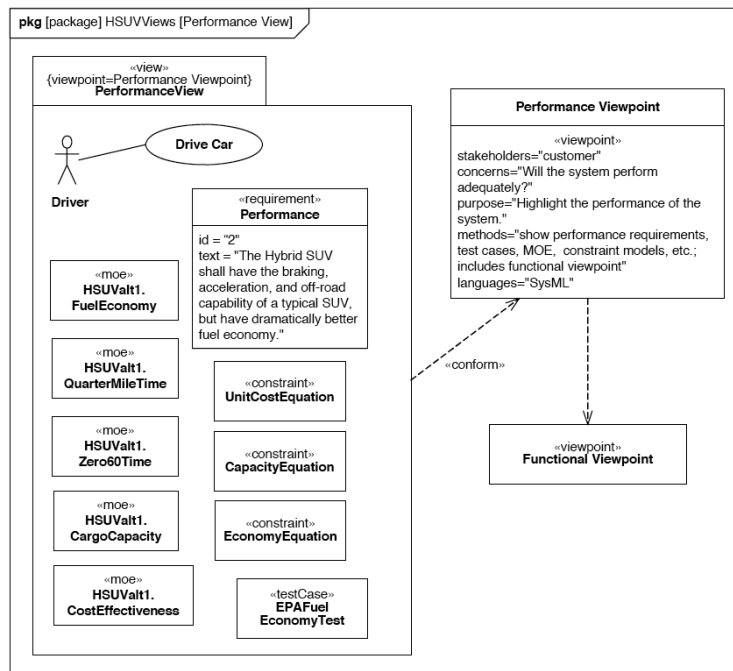 pkg [package] HSUVViews [Performance View]
«view»
{viewpoint=Performance Viewpoint}
PerformanceView
Drive Car
Driver
«requirement»
Performance
id = "2"
text = "The Hybrid SUV
shall have the braking,
acceleration, and off-road
capability of a typical SUV,
but have dramatically better
fuel economy."
«moe»
HSUValt1.
FuelEconomy
«moe»
HSUValt1.
QuarterMileTime
«moe»
HSUValt1.
Zero60Time
«moe»
HSUValt1.
CargoCapacity
«moe»
HSUValt1.
CostEffectiveness
«constraint»
UnitCostEquation
«constraint»
CapacityEquation
«constraint»
EconomyEquation
«testCase»
EPAFuel
EconomyTest
«conform»
Performance Viewpoint
«viewpoint»
stakeholders="customer"
concerns="Will the system perform
adequately?"
purpose="Highlight the performance of the
system."
methods="show performance requirements,
test cases, MOE,  constraint models, etc.;
includes functional viewpoint"
languages="SysML"
«viewpoint»
Functional Viewpoint